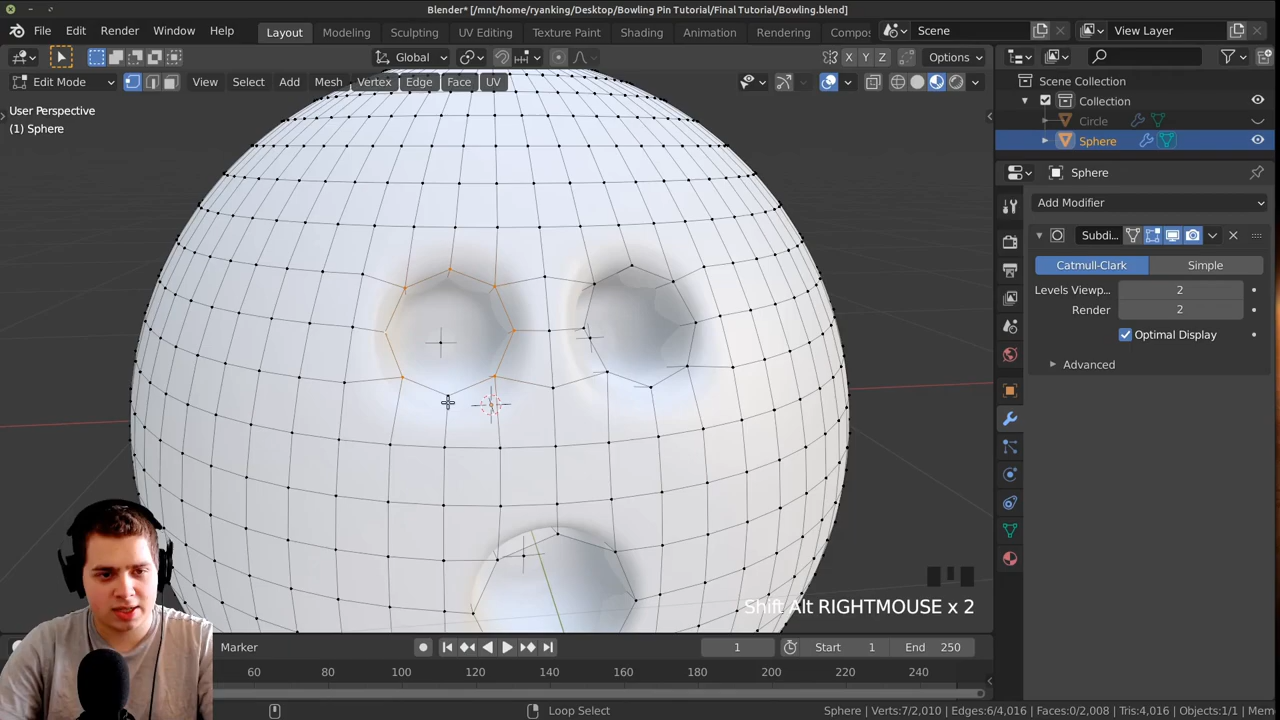 Blender* [/mnt/home/ryanking/Desktop/Bowling Pin Tutorial/Final Tutorial/Bowling.blend]
File Edit Render Window Help Layout Modeling Sculpting UV Editing Texture Paint Shading Animation Rendering Compos Scene View Layer
Global X Y Z Options
Edit Mode View Select Add Mesh Vertex Edge Face UV
User Perspective
(1) Sphere
Scene Collection
Collection
Circle
Sphere
Sphere
Add Modifier
Subdi...
Catmull-Clark Simple
Levels Viewp... 2
Render 2
Optimal Display
Advanced
Shift Alt RIGHTMOUSE x 2
Marker 1 Start 1 End 250
60 80 100 120 140 160 180 200 220 240
Loop Select Sphere | Verts:7/2,010 | Edges:6/4,016 | Faces:0/2,008 | Tris:4,016 | Objects:1/1 | Mem